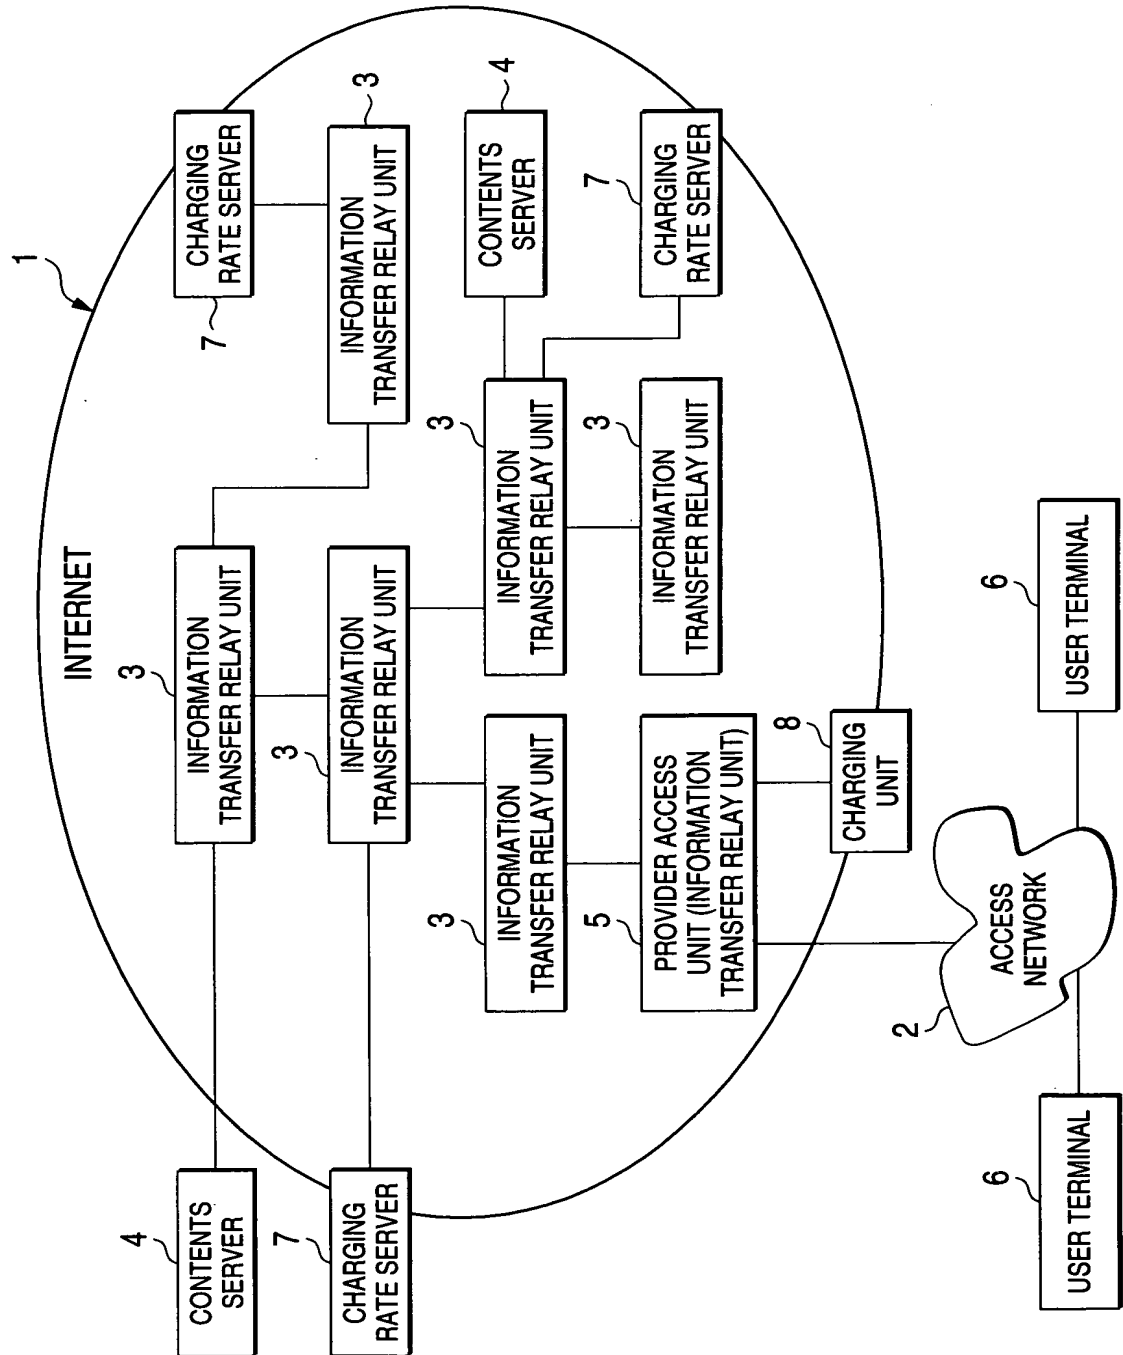 1
INTERNET
4
CONTENTS
SERVER
3
INFORMATION
TRANSFER RELAY UNIT
CHARGING
RATE SERVER
7
7
CHARGING
RATE SERVER
3
INFORMATION
TRANSFER RELAY UNIT
INFORMATION
TRANSFER RELAY UNIT
3
3
INFORMATION
TRANSFER RELAY UNIT
3
INFORMATION
TRANSFER RELAY UNIT
CONTENTS
SERVER
4
5
PROVIDER ACCESS
UNIT (INFORMATION
TRANSFER RELAY UNIT)
3
INFORMATION
TRANSFER RELAY UNIT
7
CHARGING
RATE SERVER
8
CHARGING
UNIT
2
ACCESS
NETWORK
6
USER TERMINAL
6
USER TERMINAL